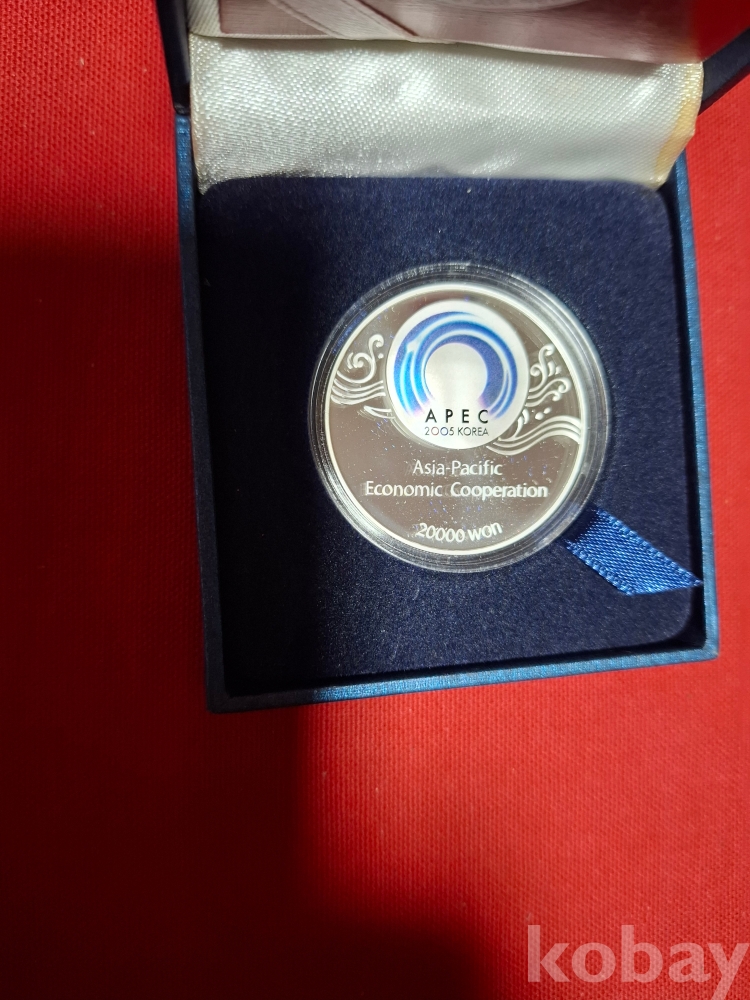 APEC
2005 KOREA
Asia-Pacific
Economic Cooperation
20000 won
kobay